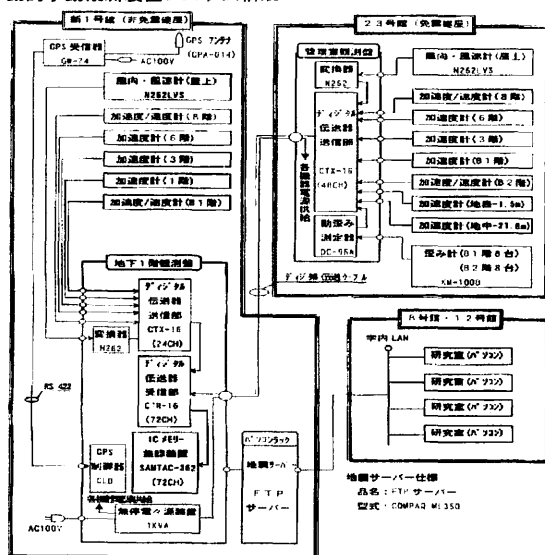 新1号館(非免震建屋)
GPS 受信器
GW-74
AC100V
GPS アンテナ
(GPA-014)
風向・風速計(屋上)
N262LVS
加速度/速度計(8階)
加速度計(6階)
加速度計(3階)
加速度計(1階)
加速度/速度計(B1階)
地下1階観測盤
ディジタル
伝送器
送信部
CTX-16
(24CH)
変換器
N262
ディジタル
伝送器
受信部
CTR-16
(72CH)
RS 422
GPS
制御器
ICメモリー
収録装置
SAMTAC-362
(72CH)
各機器電源供給
AC100V
無停電々源装置
1KVA
パソコンラック
地震サーバ
FTP
サーバー
23号館(免震建屋)
管理室観測盤
変換器
N262
ディジタル
伝送器
送信部
CTX-16
(48CH)
動歪み
測定器
DC-96A
各機器電源供給
風向・風速計(屋上)
N262LVS
加速度/速度計(8階)
加速度計(6階)
加速度計(3階)
加速度計(B1階)
加速度/速度計(B2階)
加速度計(地表-1.5m)
加速度計(地中-21.8m)
歪み計(B1階8台)
(B2階8台)
KM-100B
ディジタル伝送ケーブル
6号館・12号館
学内 LAN
研究室(パソコン)
研究室(パソコン)
研究室(パソコン)
研究室(パソコン)
地震サーバー仕様
品名:FTP サーバー
型式:COMPAQ ML350